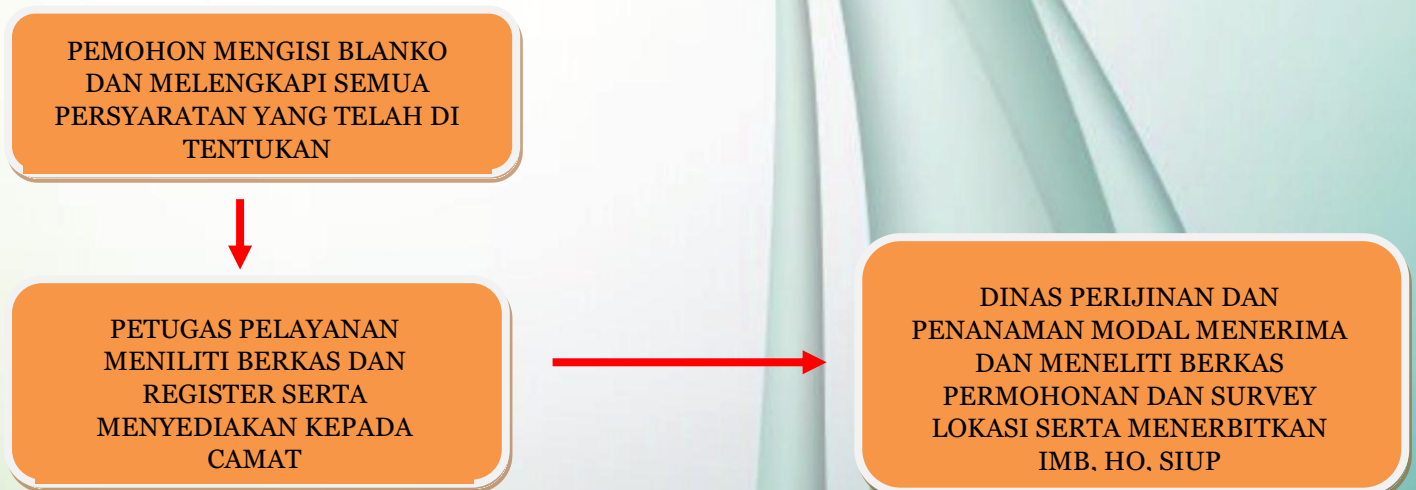 PEMOHON MENGISI BLANKO
DAN MELENGKAPI SEMUA
PERSYARATAN YANG TELAH DI
TENTUKAN
PETUGAS PELAYANAN
MENILITI BERKAS DAN
REGISTER SERTA
MENYEDIAKAN KEPADA
CAMAT
DINAS PERIJINAN DAN
PENANAMAN MODAL MENERIMA
DAN MENELITI BERKAS
PERMOHONAN DAN SURVEY
LOKASI SERTA MENERBITKAN
IMB, HO, SIUP